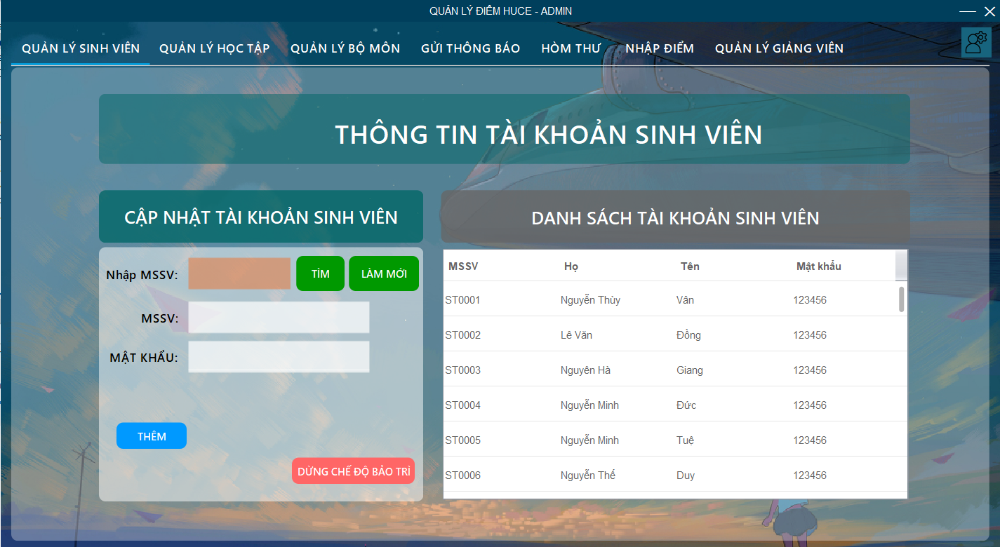 QUẢN LÝ ĐIỂM HUCE - ADMIN
QUẢN LÝ SINH VIÊN QUẢN LÝ HỌC TẬP QUẢN LÝ BỘ MÔN GỬI THÔNG BÁO HÒM THƯ NHẬP ĐIỂM QUẢN LÝ GIẢNG VIÊN
THÔNG TIN TÀI KHOẢN SINH VIÊN
CẬP NHẬT TÀI KHOẢN SINH VIÊN
Nhập MSSV: TÌM LÀM MỚI
MSSV:
MẬT KHẨU:
THÊM
DỪNG CHẾ ĐỘ BẢO TRÌ
DANH SÁCH TÀI KHOẢN SINH VIÊN
MSSV Họ Tên Mật khẩu
ST0001 Nguyễn Thùy Vân 123456
ST0002 Lê Văn Đồng 123456
ST0003 Nguyên Hà Giang 123456
ST0004 Nguyễn Minh Đức 123456
ST0005 Nguyễn Minh Tuệ 123456
ST0006 Nguyễn Thế Duy 123456